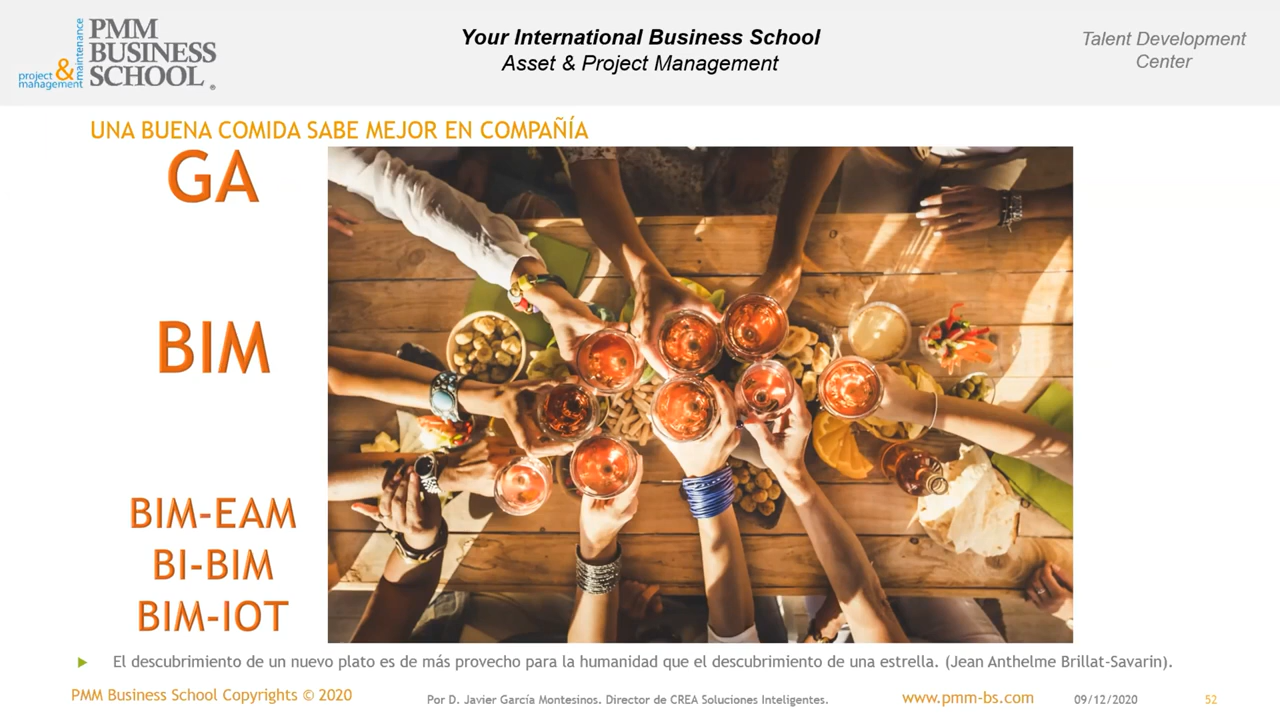 project
&
management
maintenance
PMM
BUSINESS
SCHOOL®
Your International Business School
Asset & Project Management
Talent Development
Center
UNA BUENA COMIDA SABE MEJOR EN COMPAÑÍA
GA
BIM
BIM-EAM
BI-BIM
BIM-IOT
El descubrimiento de un nuevo plato es de más provecho para la humanidad que el descubrimiento de una estrella. (Jean Anthelme Brillat-Savarin).
PMM Business School Copyrights © 2020
Por D. Javier García Montesinos. Director de CREA Soluciones Inteligentes.
www.pmm-bs.com
09/12/2020
52